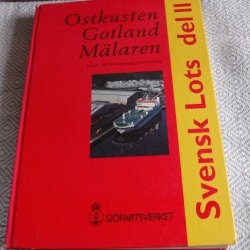 Ostkusten
Gotland
Mälaren
SJÖFARTSVERKET
Svensk Lots del II